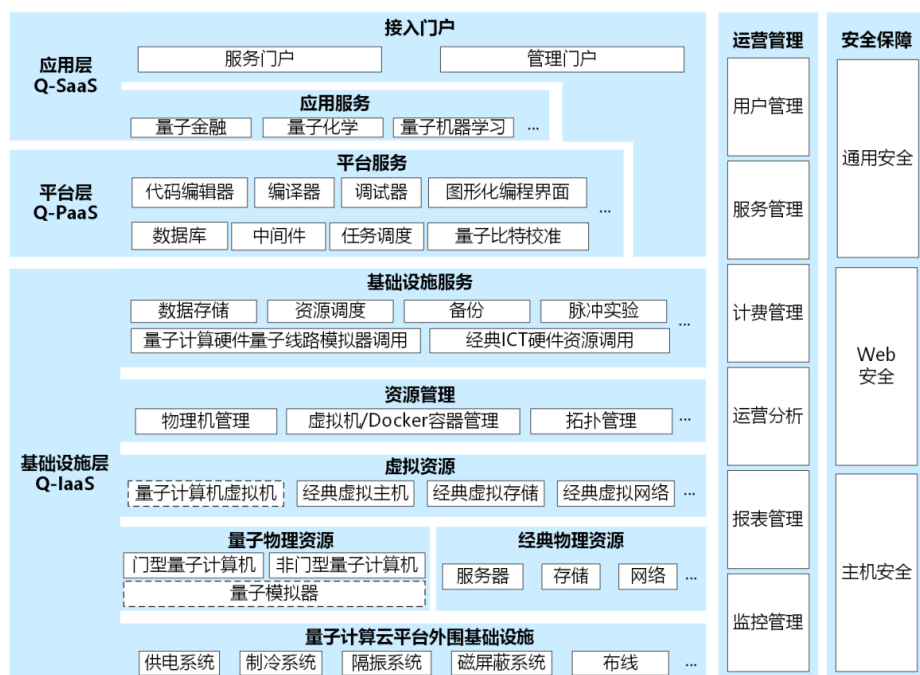 接入门户
应用层
Q-SaaS
服务门户 管理门户
应用服务
量子金融 量子化学 量子机器学习 ...
平台层
Q-PaaS
平台服务
代码编辑器 编译器 调试器 图形化编程界面
...
数据库 中间件 任务调度 量子比特校准
基础设施层
Q-IaaS
基础设施服务
数据存储 资源调度 备份 脉冲实验
...
量子计算硬件量子线路模拟器调用 经典ICT硬件资源调用
资源管理
物理机管理 虚拟机/Docker容器管理 拓扑管理 ...
虚拟资源
量子计算机虚拟机 经典虚拟主机 经典虚拟存储 经典虚拟网络 ...
量子物理资源
门型量子计算机 非门型量子计算机
量子模拟器
经典物理资源
服务器 存储 网络 ...
量子计算云平台外围基础设施
供电系统 制冷系统 隔振系统 磁屏蔽系统 布线 ...
运营管理
用户管理
服务管理
计费管理
运营分析
报表管理
监控管理
安全保障
通用安全
Web
安全
主机安全